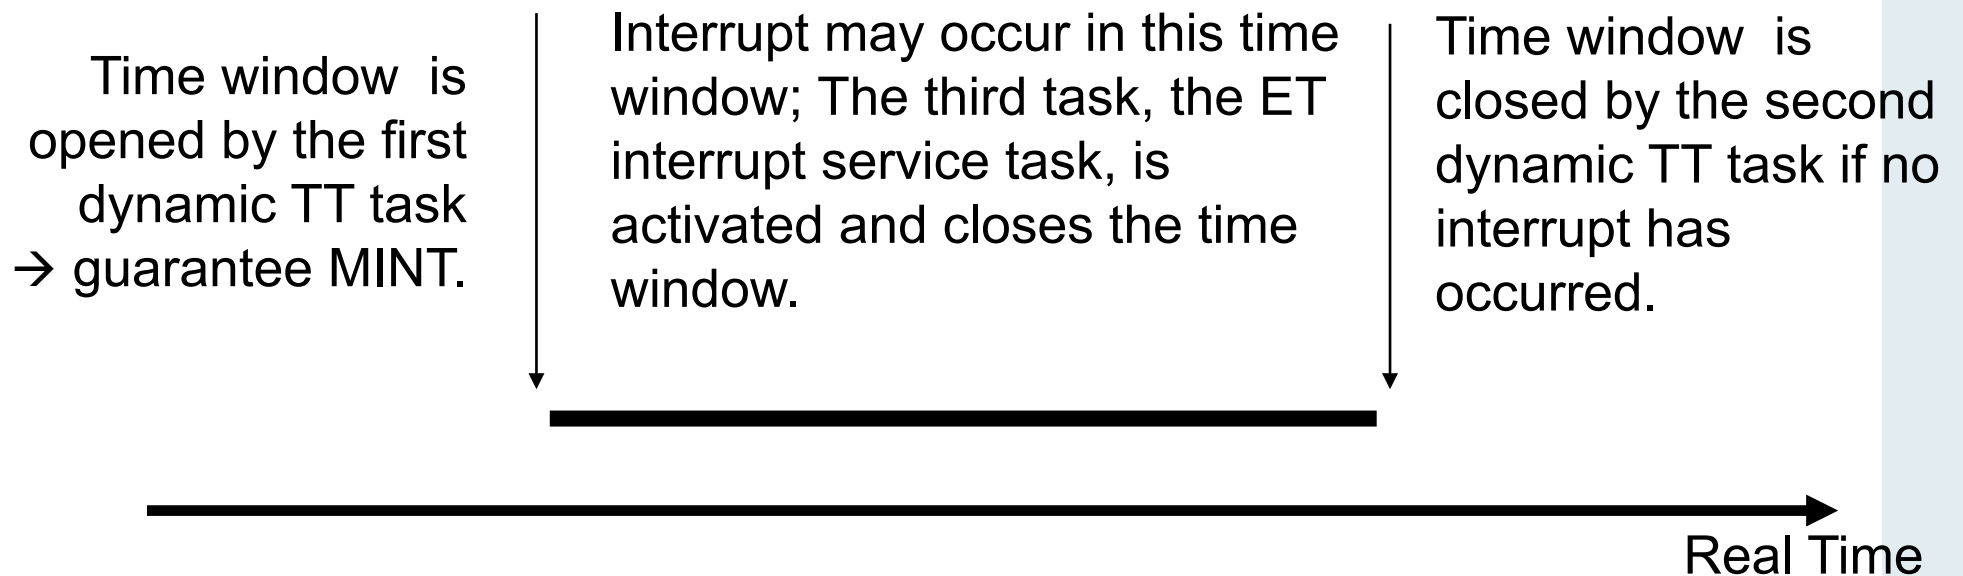 Time window  is
opened by the first
dynamic TT task
→ guarantee MINT.
Interrupt may occur in this time
window; The third task, the ET
interrupt service task, is
activated and closes the time
window.
Time window  is
closed by the second
dynamic TT task if no
interrupt has
occurred.
Real Time